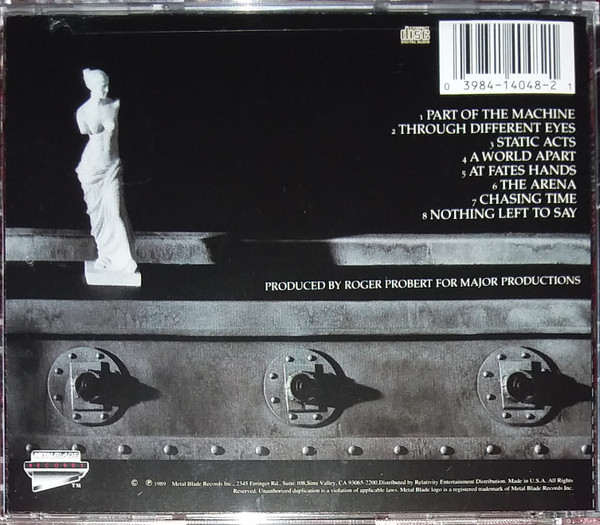 COMPACT
disc
DIGITAL AUDIO
0 3984-14048-2 1
1 PART OF THE MACHINE
2 THROUGH DIFFERENT EYES
3 STATIC ACTS
4 A WORLD APART
5 AT FATES HANDS
6 THE ARENA
7 CHASING TIME
8 NOTHING LEFT TO SAY
PRODUCED BY ROGER PROBERT FOR MAJOR PRODUCTIONS
METAL BLADE
RECORDS
TM
© ℗ 1989 Metal Blade Records Inc., 2345 Erringer Rd., Suite 108,Simi Valley, CA 93065-2200.Distributed by Relativity Entertainment Distribution. Made in U.S.A. All Rights
Reserved. Unauthorized duplication is a violation of applicable laws. Metal Blade logo is a registered trademark of Metal Blade Records Inc.